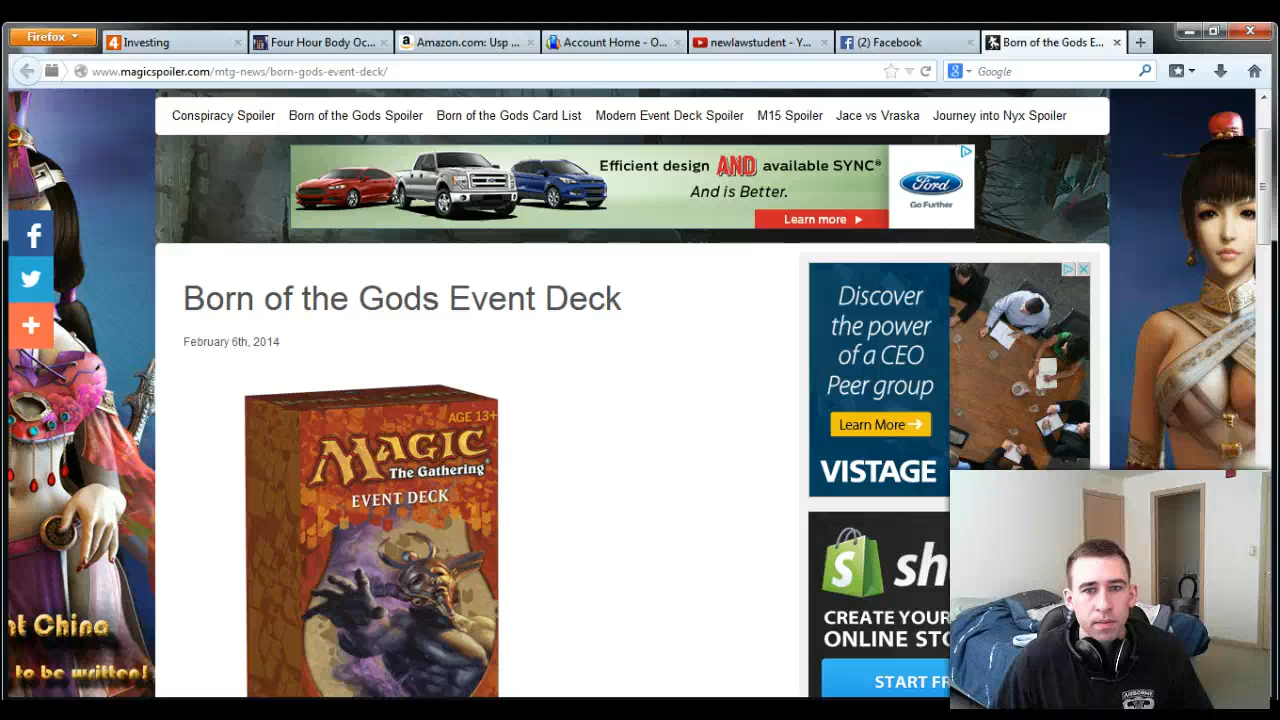 Firefox
Investing
Four Hour Body Oc...
Amazon.com: Usp ...
Account Home - O...
newlawstudent - Y...
(2) Facebook
Born of the Gods E...
www.magicspoiler.com/mtg-news/born-gods-event-deck/
Google
Conspiracy Spoiler
Born of the Gods Spoiler
Born of the Gods Card List
Modern Event Deck Spoiler
M15 Spoiler
Jace vs Vraska
Journey into Nyx Spoiler
Efficient design AND available SYNC®
And is Better.
Learn more
Ford
Go Further
Born of the Gods Event Deck
February 6th, 2014
AGE 13+
MAGIC
The Gathering®
EVENT DECK
Discover
the power
of a CEO
Peer group
Learn More
VISTAGE
sh
CREATE YOUR
ONLINE STO
START FR
nt China
to be written!
AIRBORNE